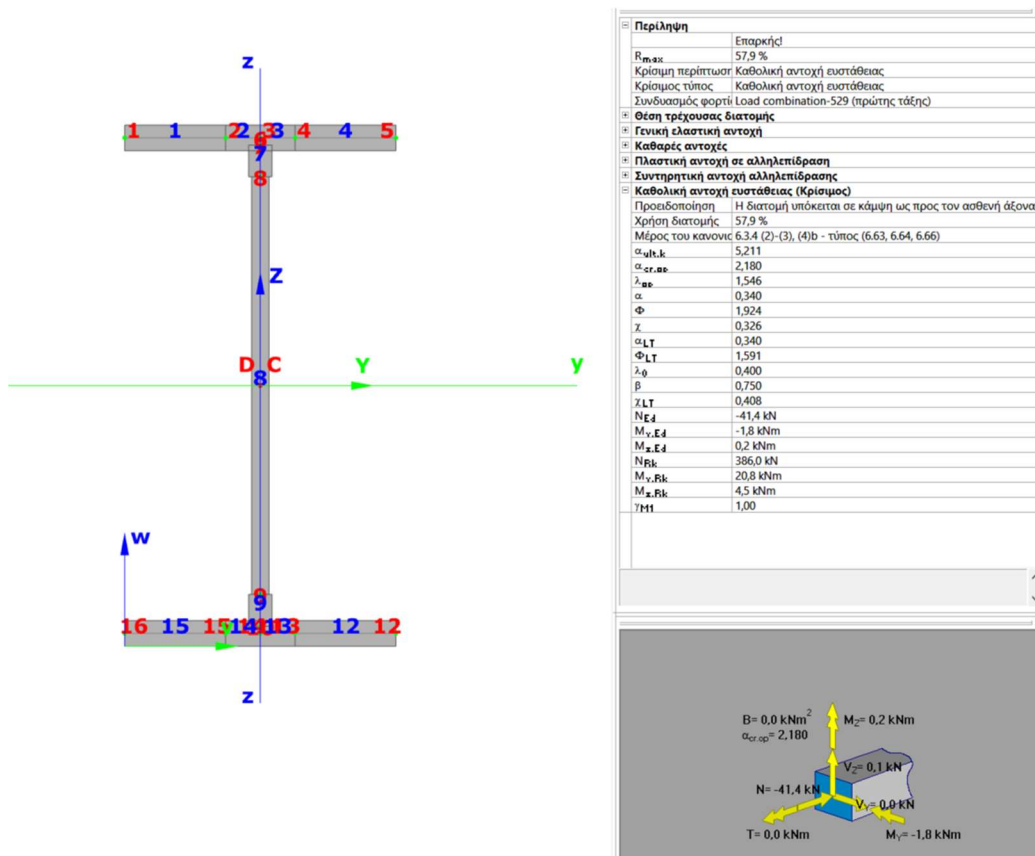 z
1 1 2 2 3 3 4 4 5
6
7
8
Z
D C
8
Y
y
w
9
9
16 15 15 14 13 13 12 12
z
Περίληψη
Επαρκής!
Rmax 57,9 %
Κρίσιμη περίπτωση Καθολική αντοχή ευστάθειας
Κρίσιμος τύπος Καθολική αντοχή ευστάθειας
Συνδυασμός φορτί Load combination-529 (πρώτης τάξης)
Θέση τρέχουσας διατομής
Γενική ελαστική αντοχή
Καθαρές αντοχές
Πλαστική αντοχή σε αλληλεπίδραση
Συντηρητική αντοχή αλληλεπίδρασης
Καθολική αντοχή ευστάθειας (Κρίσιμος)
Προειδοποίηση Η διατομή υπόκειται σε κάμψη ως προς τον ασθενή άξονα
Χρήση διατομής 57,9 %
Μέρος του κανονισ 6.3.4 (2)-(3), (4)b - τύπος (6.63, 6.64, 6.66)
αult.k 5,211
αcr.op 2,180
λop 1,546
α 0,340
Φ 1,924
χ 0,326
αLT 0,340
ΦLT 1,591
λ0 0,400
β 0,750
χLT 0,408
NEd -41,4 kN
My.Ed -1,8 kNm
Mz.Ed 0,2 kNm
NRk 386,0 kN
My.Rk 20,8 kNm
Mz.Rk 4,5 kNm
γM1 1,00
B= 0,0 kNm²
αcr.op= 2,180
MZ= 0,2 kNm
VZ= 0,1 kN
N= -41,4 kN
VY= 0,0 kN
T= 0,0 kNm
MY= -1,8 kNm